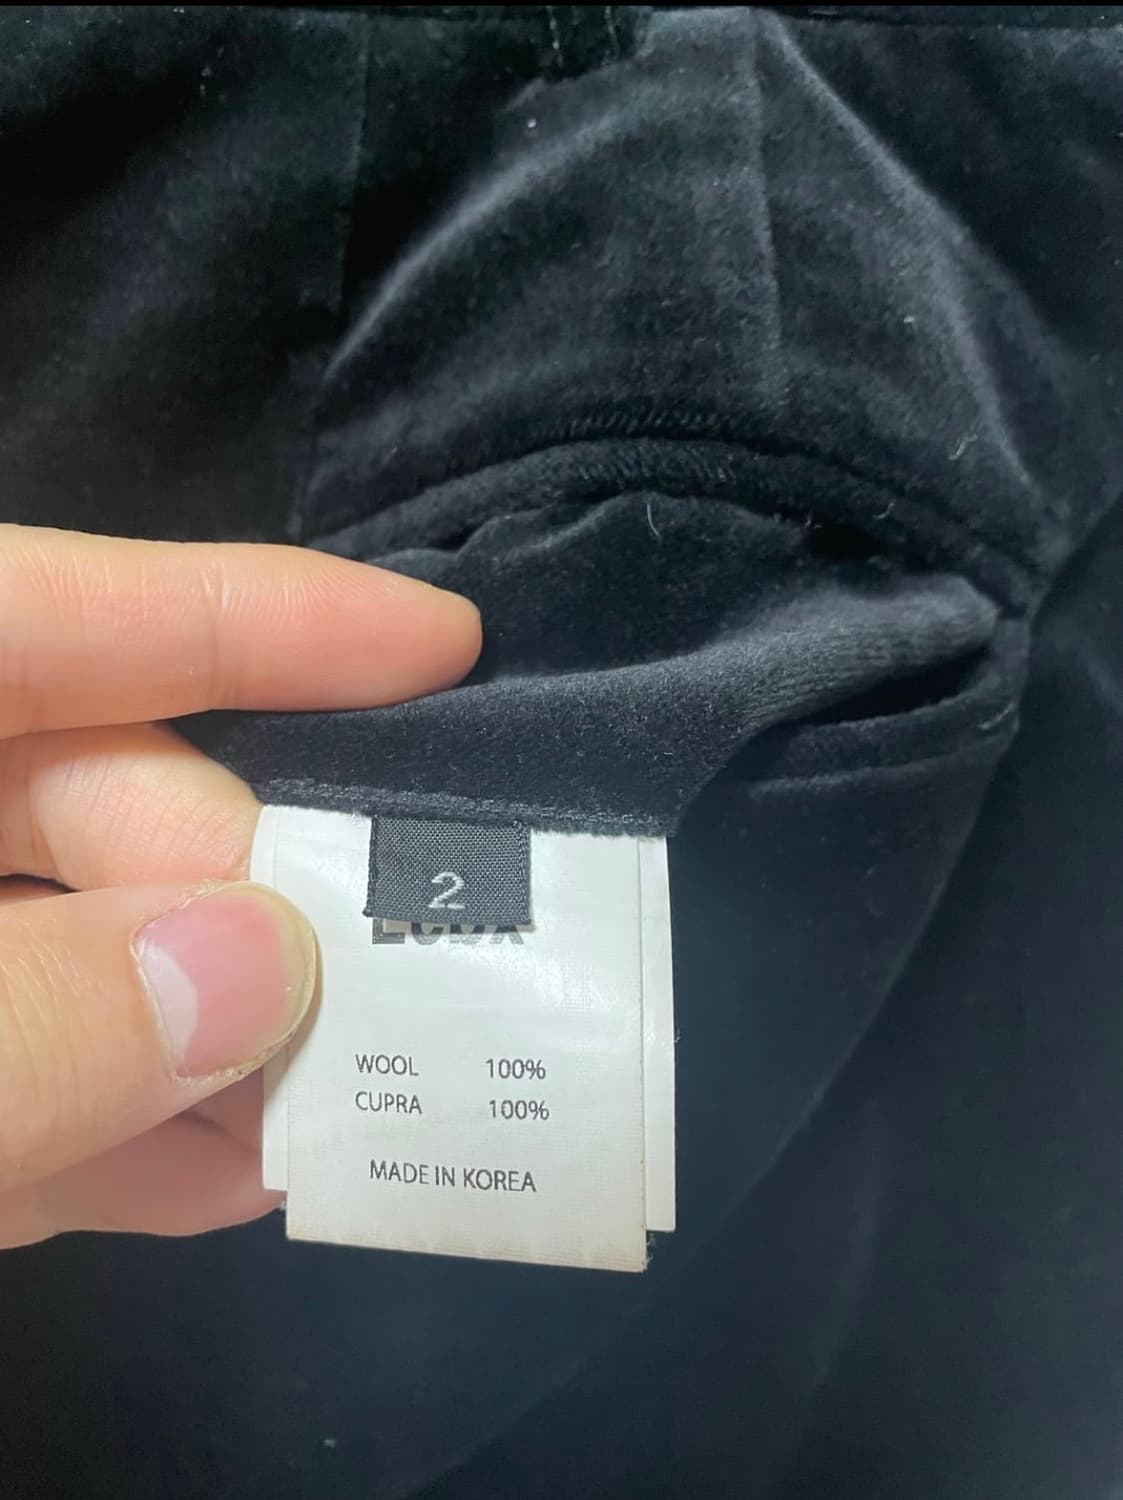 2
WOOL 100%
CUPRA 100%
MADE IN KOREA